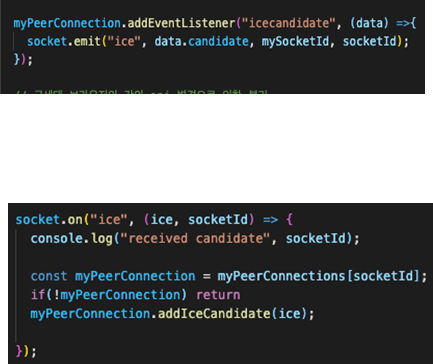 myPeerConnection.addEventListener("icecandidate", (data) =>{
socket.emit("ice", data.candidate, mySocketId, socketId);
});
socket.on("ice", (ice, socketId) => {
console.log("received candidate", socketId);
const myPeerConnection = myPeerConnections[socketId];
if(!myPeerConnection) return
myPeerConnection.addIceCandidate(ice);
});